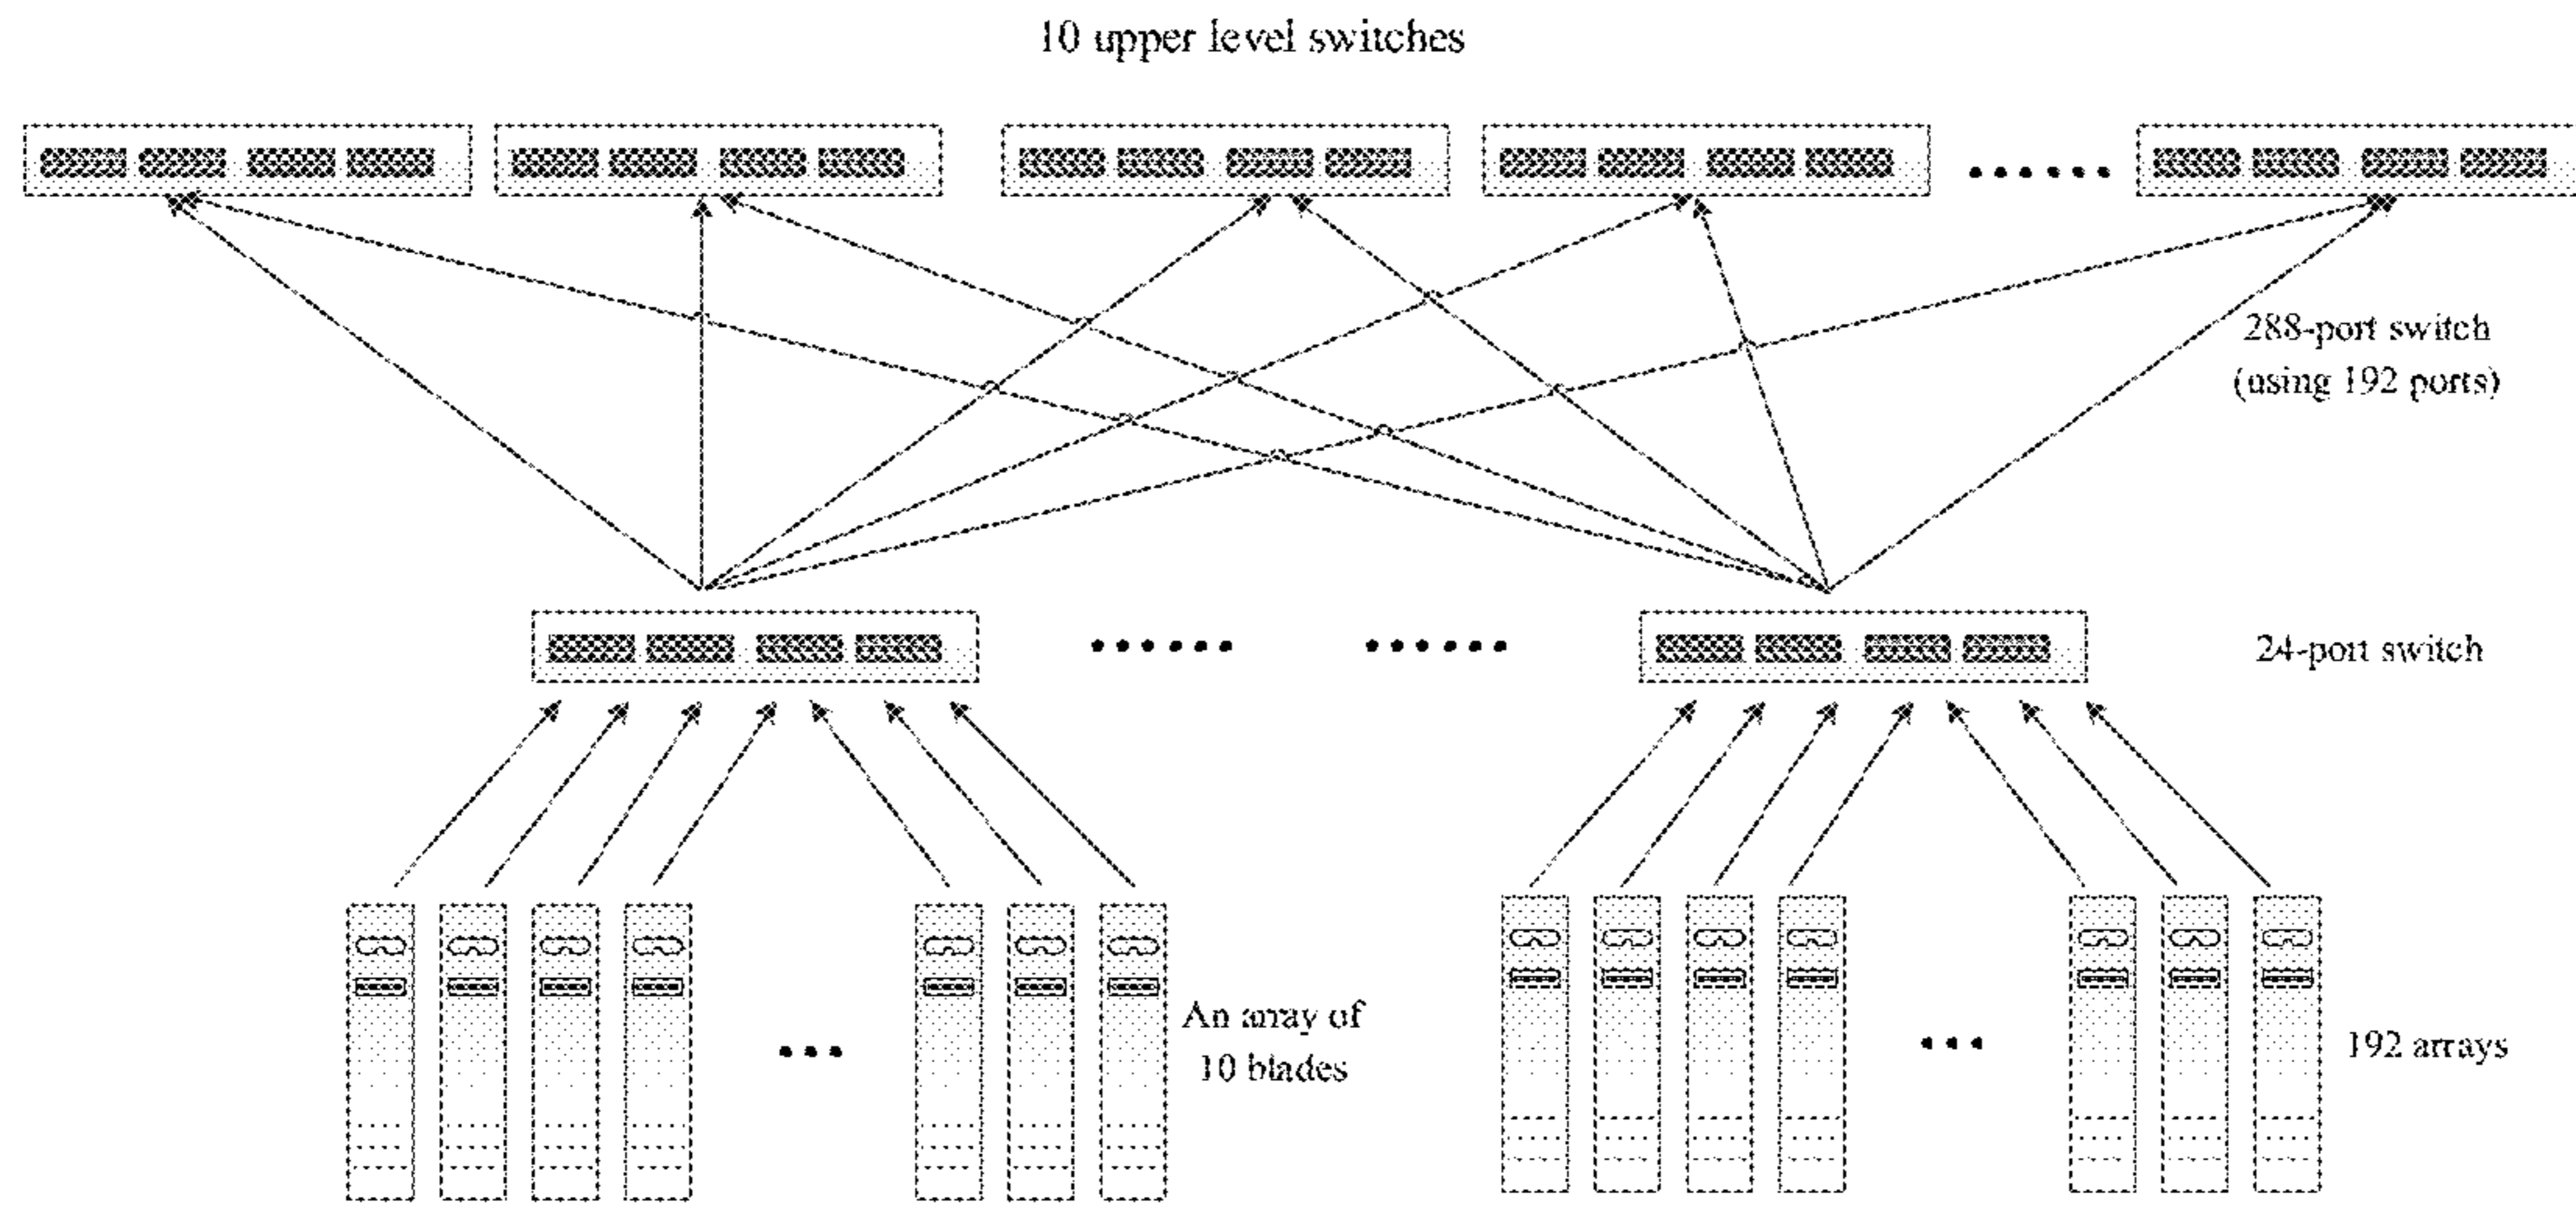 10 upper level switches
288-port switch
(using 192 ports)
24-port switch
An array of
10 blades
192 arrays